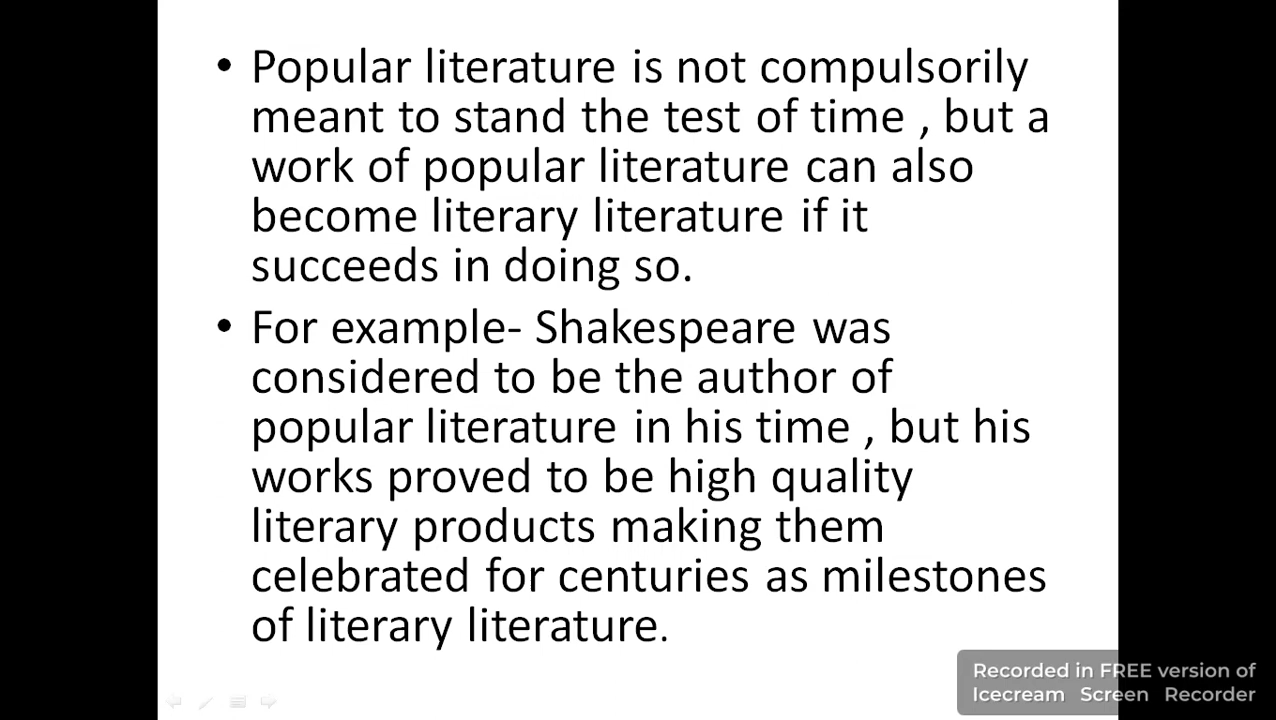 • Popular literature is not compulsorily
meant to stand the test of time , but a
work of popular literature can also
become literary literature if it
succeeds in doing so.
• For example- Shakespeare was
considered to be the author of
popular literature in his time , but his
works proved to be high quality
literary products making them
celebrated for centuries as milestones
of literary literature.
Recorded in FREE version of
Icecream Screen Recorder